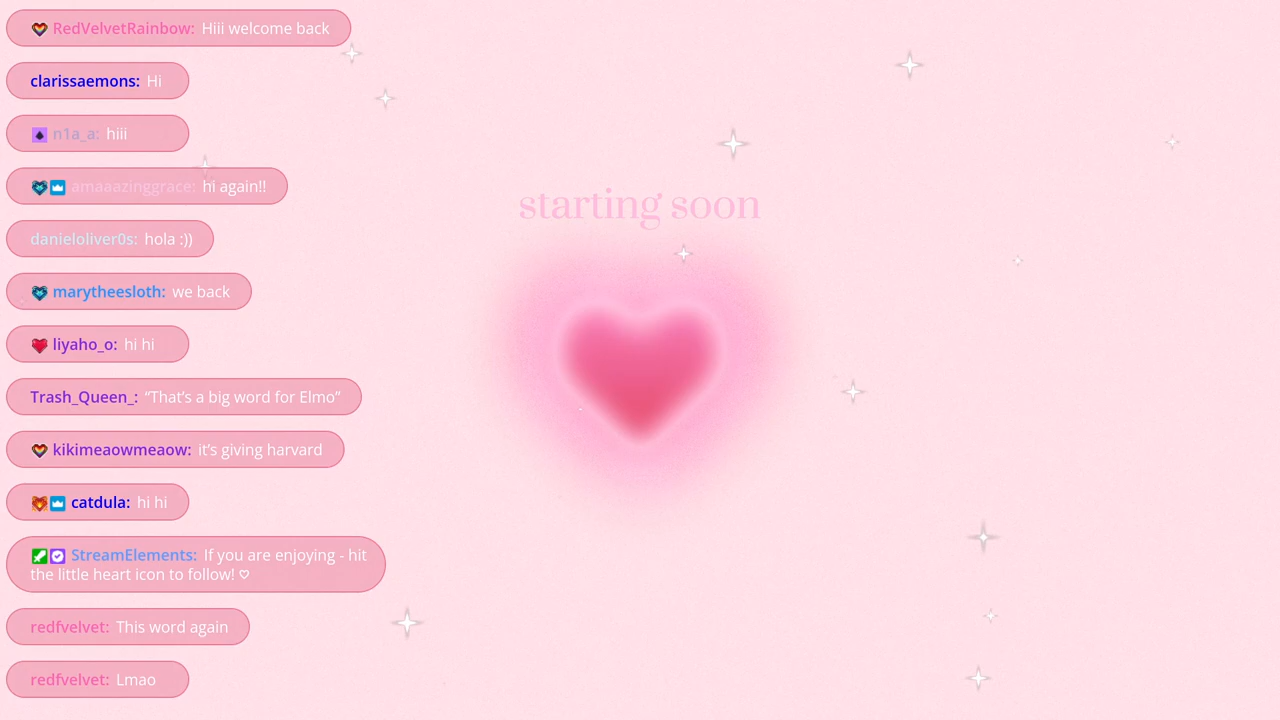 RedVelvetRainbow: Hiii welcome back
clarissaemons: Hi
n1a_a: hiii
amaaazinggrace: hi again!!
danieloliver0s: hola :))
marytheesloth: we back
liyaho_o: hi hi
Trash_Queen_: “That’s a big word for Elmo”
kikimeaowmeaow: it’s giving harvard
catdula: hi hi
StreamElements: If you are enjoying - hit
the little heart icon to follow! ♡
redfvelvet: This word again
redfvelvet: Lmao
starting soon